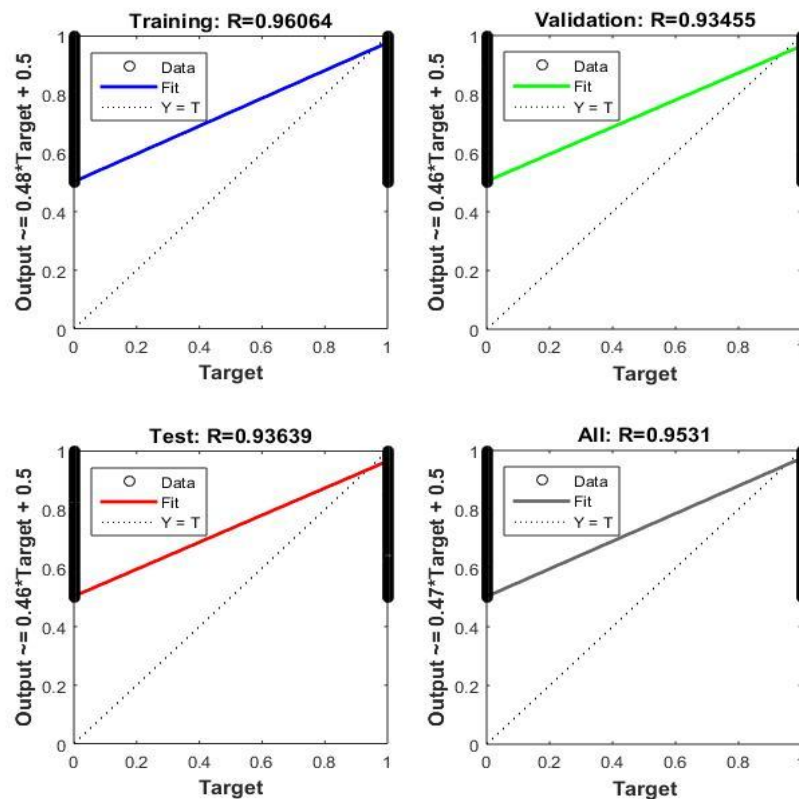 Training: R=0.96064
Output ~= 0.48*Target + 0.5
1
0.8
0.6
0.4
0.2
0
Data
Fit
Y = T
0 0.2 0.4 0.6 0.8 1
Target
Validation: R=0.93455
Output ~= 0.46*Target + 0.5
1
0.8
0.6
0.4
0.2
0
Data
Fit
Y = T
0 0.2 0.4 0.6 0.8 1
Target
Test: R=0.93639
Output ~= 0.46*Target + 0.5
1
0.8
0.6
0.4
0.2
0
Data
Fit
Y = T
0 0.2 0.4 0.6 0.8 1
Target
All: R=0.9531
Output ~= 0.47*Target + 0.5
1
0.8
0.6
0.4
0.2
0
Data
Fit
Y = T
0 0.2 0.4 0.6 0.8 1
Target